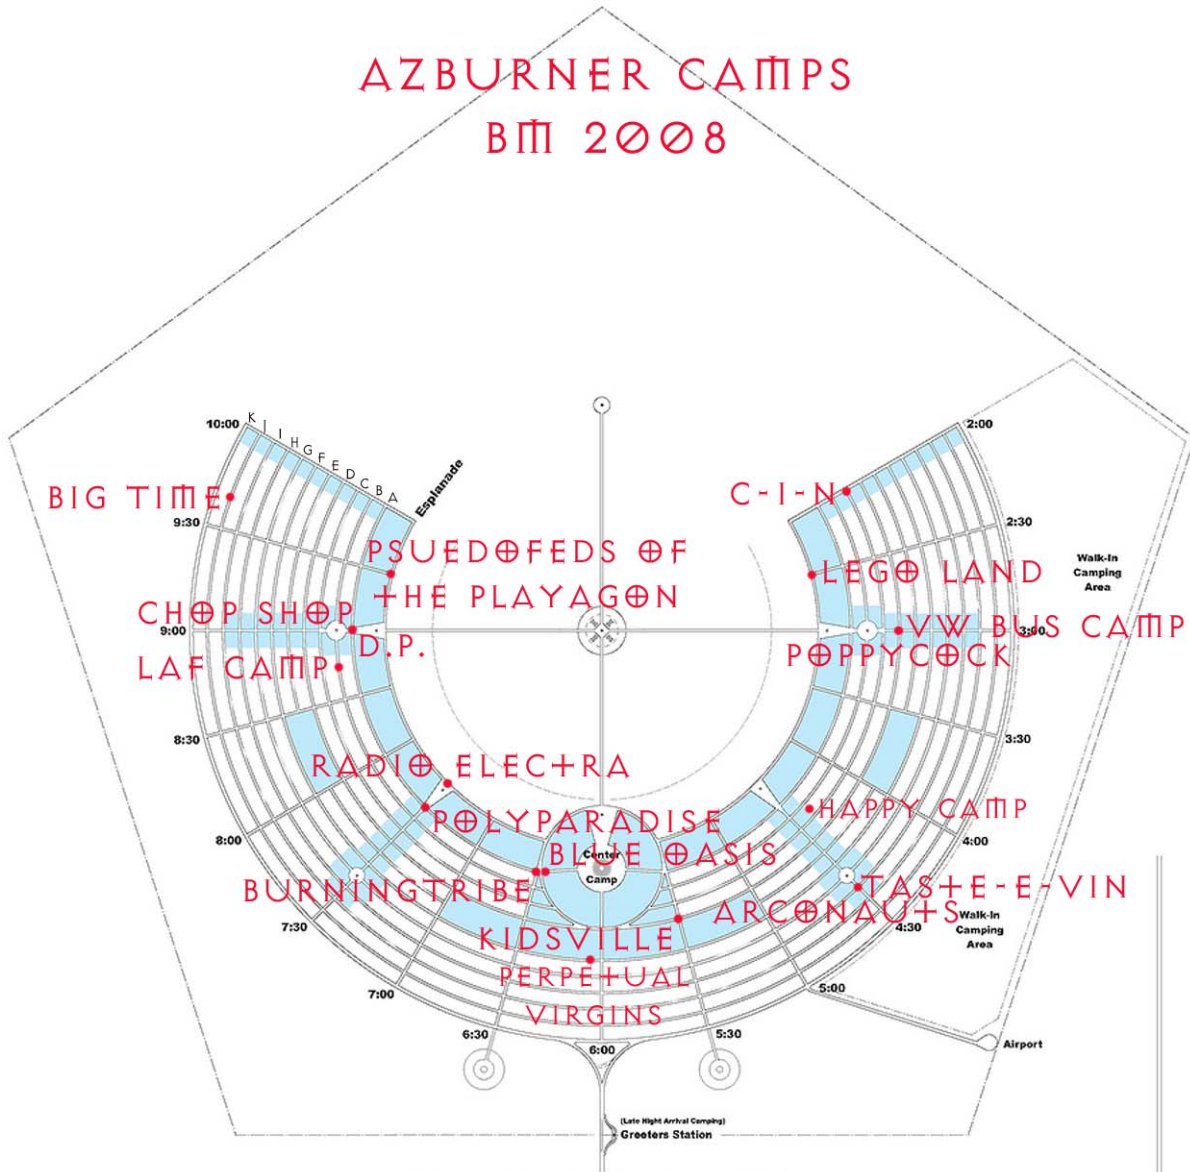 AZBURNER CAMPS
BM 2008
10:00
K
J
I
I
H
G
F
E
D
C
B
A
Esplanade
2:00
BIG TIME
C-I-N
9:30
2:30
PSUEDOFEDS OF
THE PLAYAGON
LEGO LAND
Walk-In
Camping
Area
CHOP SHOP
9:00
D.P.
VW BUS CAMP
3:00
LAF CAMP
POPPYCOCK
8:30
3:30
RADIO ELECTRA
POLYPARADISE
HAPPY CAMP
8:00
4:00
BLUE OASIS
Center
Camp
BURNINGTRIBE
TASTE-E-VIN
ARCONAUTS
Walk-In
Camping
Area
7:30
4:30
KIDSVILLE
PERPETUAL
VIRGINS
7:00
5:00
6:30
5:30
6:00
Airport
(Late Night Arrival Camping)
Greeters Station